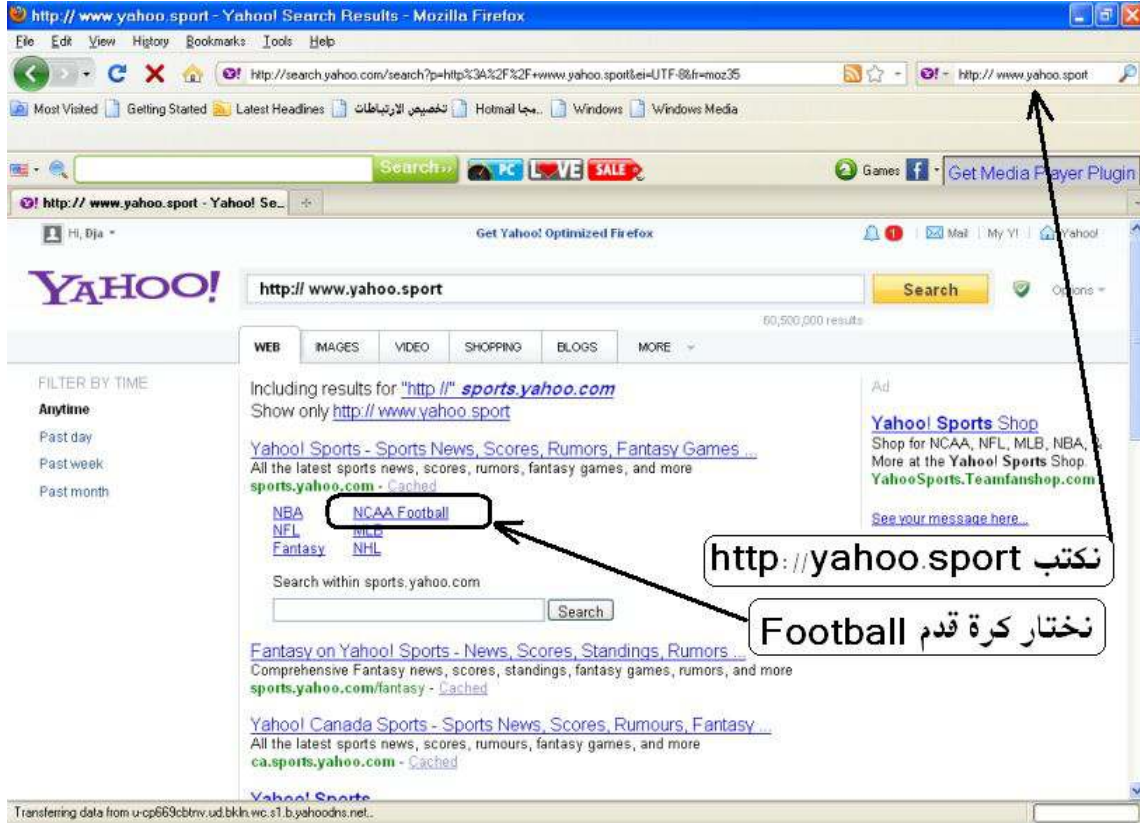 http:// www.yahoo.sport - Yahoo! Search Results - Mozilla Firefox
File Edit View History Bookmarks Tools Help
http://search.yahoo.com/search?p=http%3A%2F%2F+www.yahoo.sport&ei=UTF-8&fr=moz35 http:// www.yahoo.sport
Most Visited Getting Started Latest Headlines تخصيص الارتباطات Hotmail مجا.. Windows Windows Media
Search›› PC LOVE SALE Games Get Media Player Plugin
http:// www.yahoo.sport - Yahoo! Se...
Hi, Dja Get Yahoo! Optimized Firefox 1 Mail My Y! Yahoo!
YAHOO! http:// www.yahoo.sport Search Options
60,500,000 results
WEB IMAGES VIDEO SHOPPING BLOGS MORE
FILTER BY TIME
Anytime
Past day
Past week
Past month
Including results for "http //" sports.yahoo.com
Show only http:// www.yahoo.sport
Yahoo! Sports - Sports News, Scores, Rumors, Fantasy Games ...
All the latest sports news, scores, rumors, fantasy games, and more
sports.yahoo.com - Cached
NBA NCAA Football
NFL MLB
Fantasy NHL
Search within sports.yahoo.com
Search
Fantasy on Yahoo! Sports - News, Scores, Standings, Rumors ...
Comprehensive Fantasy news, scores, standings, fantasy games, rumors, and more
sports.yahoo.com/fantasy - Cached
Yahoo! Canada Sports - Sports News, Scores, Rumours, Fantasy ...
All the latest sports news, scores, rumours, fantasy games, and more
ca.sports.yahoo.com - Cached
Yahoo! Sports
Ad
Yahoo! Sports Shop
Shop for NCAA, NFL, MLB, NBA, &
More at the Yahoo! Sports Shop.
YahooSports.Teamfanshop.com
See your message here...
نكتب http://yahoo.sport
نختار كرة قدم Football
Transferring data from u-cp669cbtnv.ud.bkln.wc.s1.b.yahoodns.net...